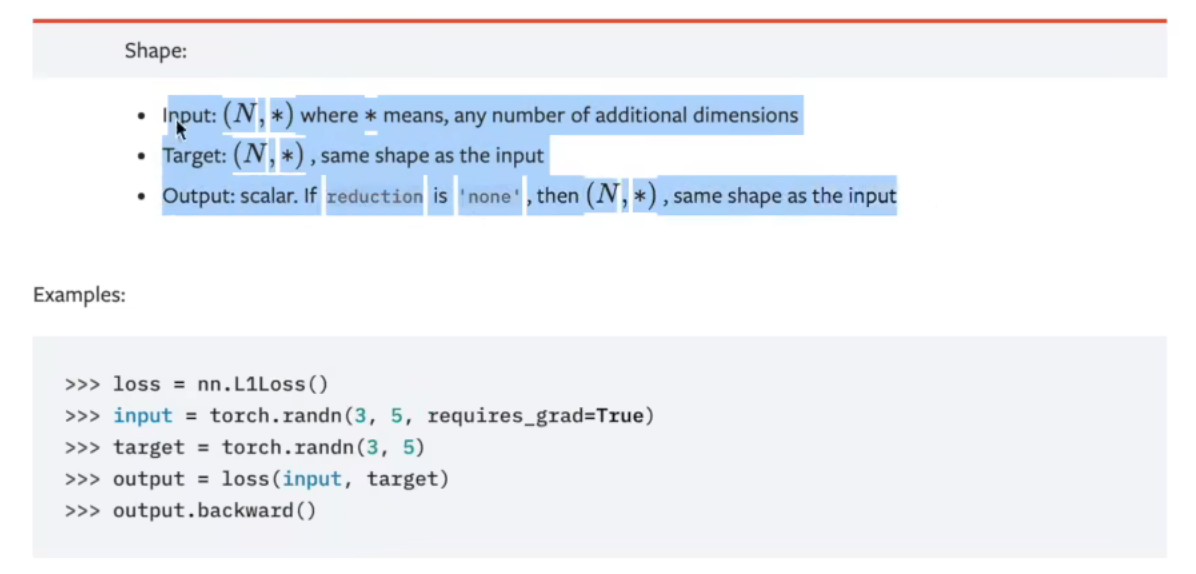 Shape:
• Input: (N, *) where * means, any number of additional dimensions
• Target: (N, *) , same shape as the input
• Output: scalar. If reduction is 'none' , then (N, *) , same shape as the input
Examples:
>>> loss = nn.L1Loss()
>>> input = torch.randn(3, 5, requires_grad=True)
>>> target = torch.randn(3, 5)
>>> output = loss(input, target)
>>> output.backward()